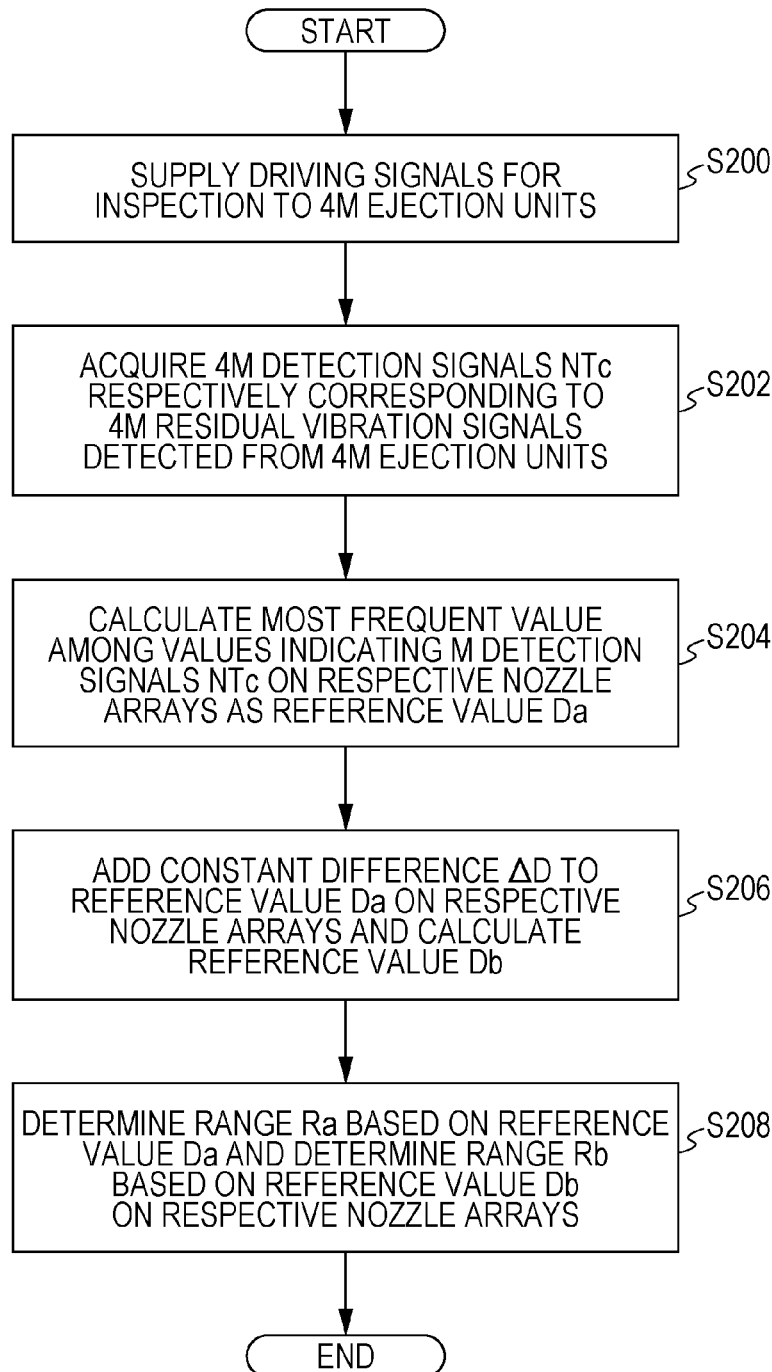 START
SUPPLY DRIVING SIGNALS FOR
INSPECTION TO 4M EJECTION UNITS
S200
ACQUIRE 4M DETECTION SIGNALS NTc
RESPECTIVELY CORRESPONDING TO
4M RESIDUAL VIBRATION SIGNALS
DETECTED FROM 4M EJECTION UNITS
S202
CALCULATE MOST FREQUENT VALUE
AMONG VALUES INDICATING M DETECTION
SIGNALS NTc ON RESPECTIVE NOZZLE
ARRAYS AS REFERENCE VALUE Da
S204
ADD CONSTANT DIFFERENCE ΔD TO
REFERENCE VALUE Da ON RESPECTIVE
NOZZLE ARRAYS AND CALCULATE
REFERENCE VALUE Db
S206
DETERMINE RANGE Ra BASED ON REFERENCE
VALUE Da AND DETERMINE RANGE Rb
BASED ON REFERENCE VALUE Db
ON RESPECTIVE NOZZLE ARRAYS
S208
END